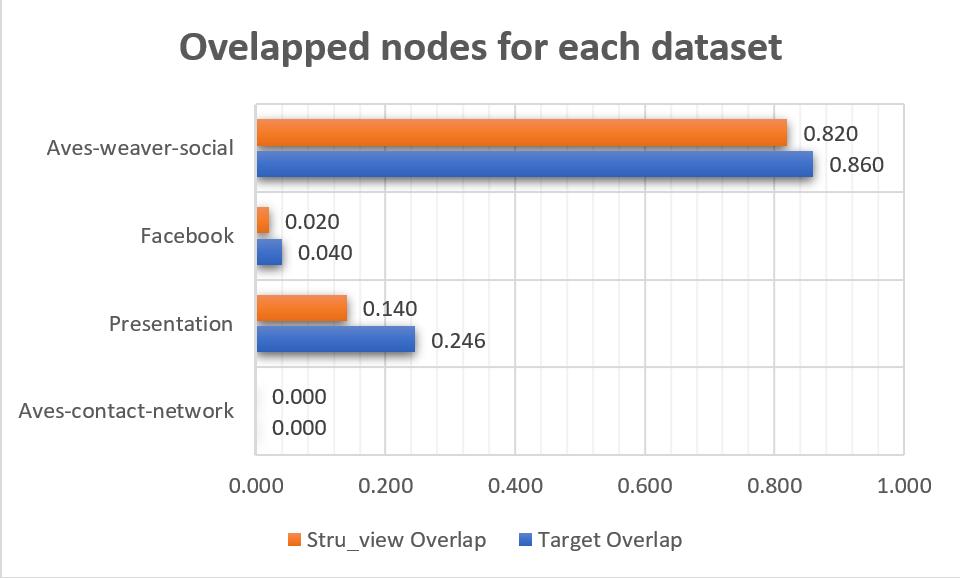 Ovelapped nodes for each dataset
Aves-weaver-social
0.820
0.860
Facebook
0.020
0.040
Presentation
0.140
0.246
Aves-contact-network
0.000
0.000
0.000 0.200 0.400 0.600 0.800 1.000
Stru_view Overlap Target Overlap